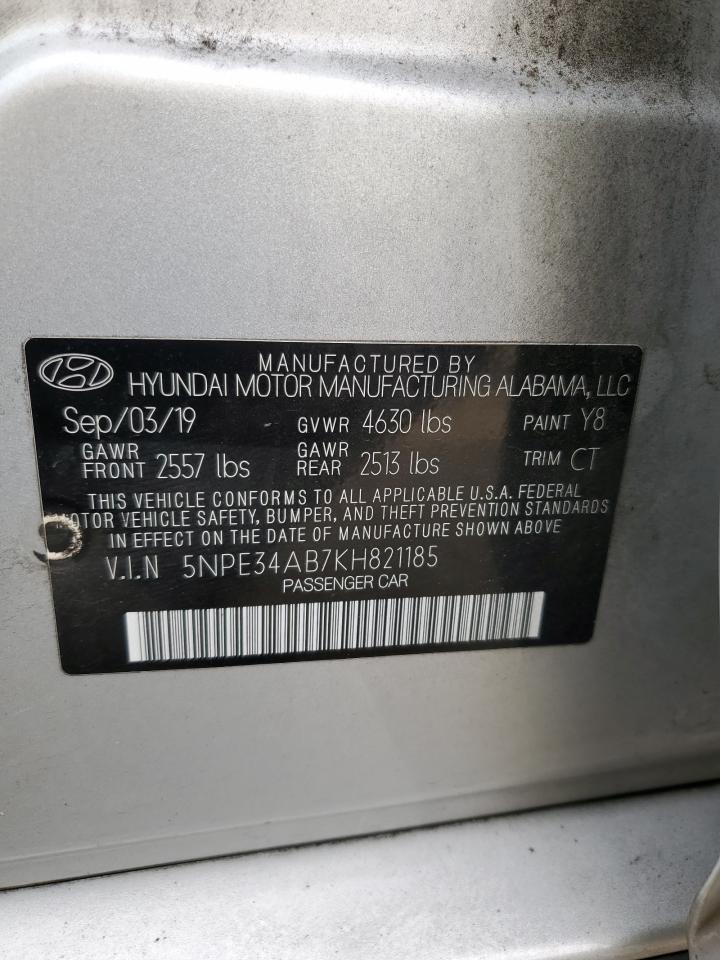 MANUFACTURED BY
HYUNDAI MOTOR MANUFACTURING ALABAMA, LLC
Sep/03/19 GVWR 4630 lbs PAINT Y8
GAWR FRONT 2557 lbs GAWR REAR 2513 lbs TRIM CT
THIS VEHICLE CONFORMS TO ALL APPLICABLE U.S.A. FEDERAL
MOTOR VEHICLE SAFETY, BUMPER, AND THEFT PREVENTION STANDARDS
IN EFFECT ON THE DATE OF MANUFACTURE SHOWN ABOVE
V.I.N 5NPE34AB7KH821185
PASSENGER CAR